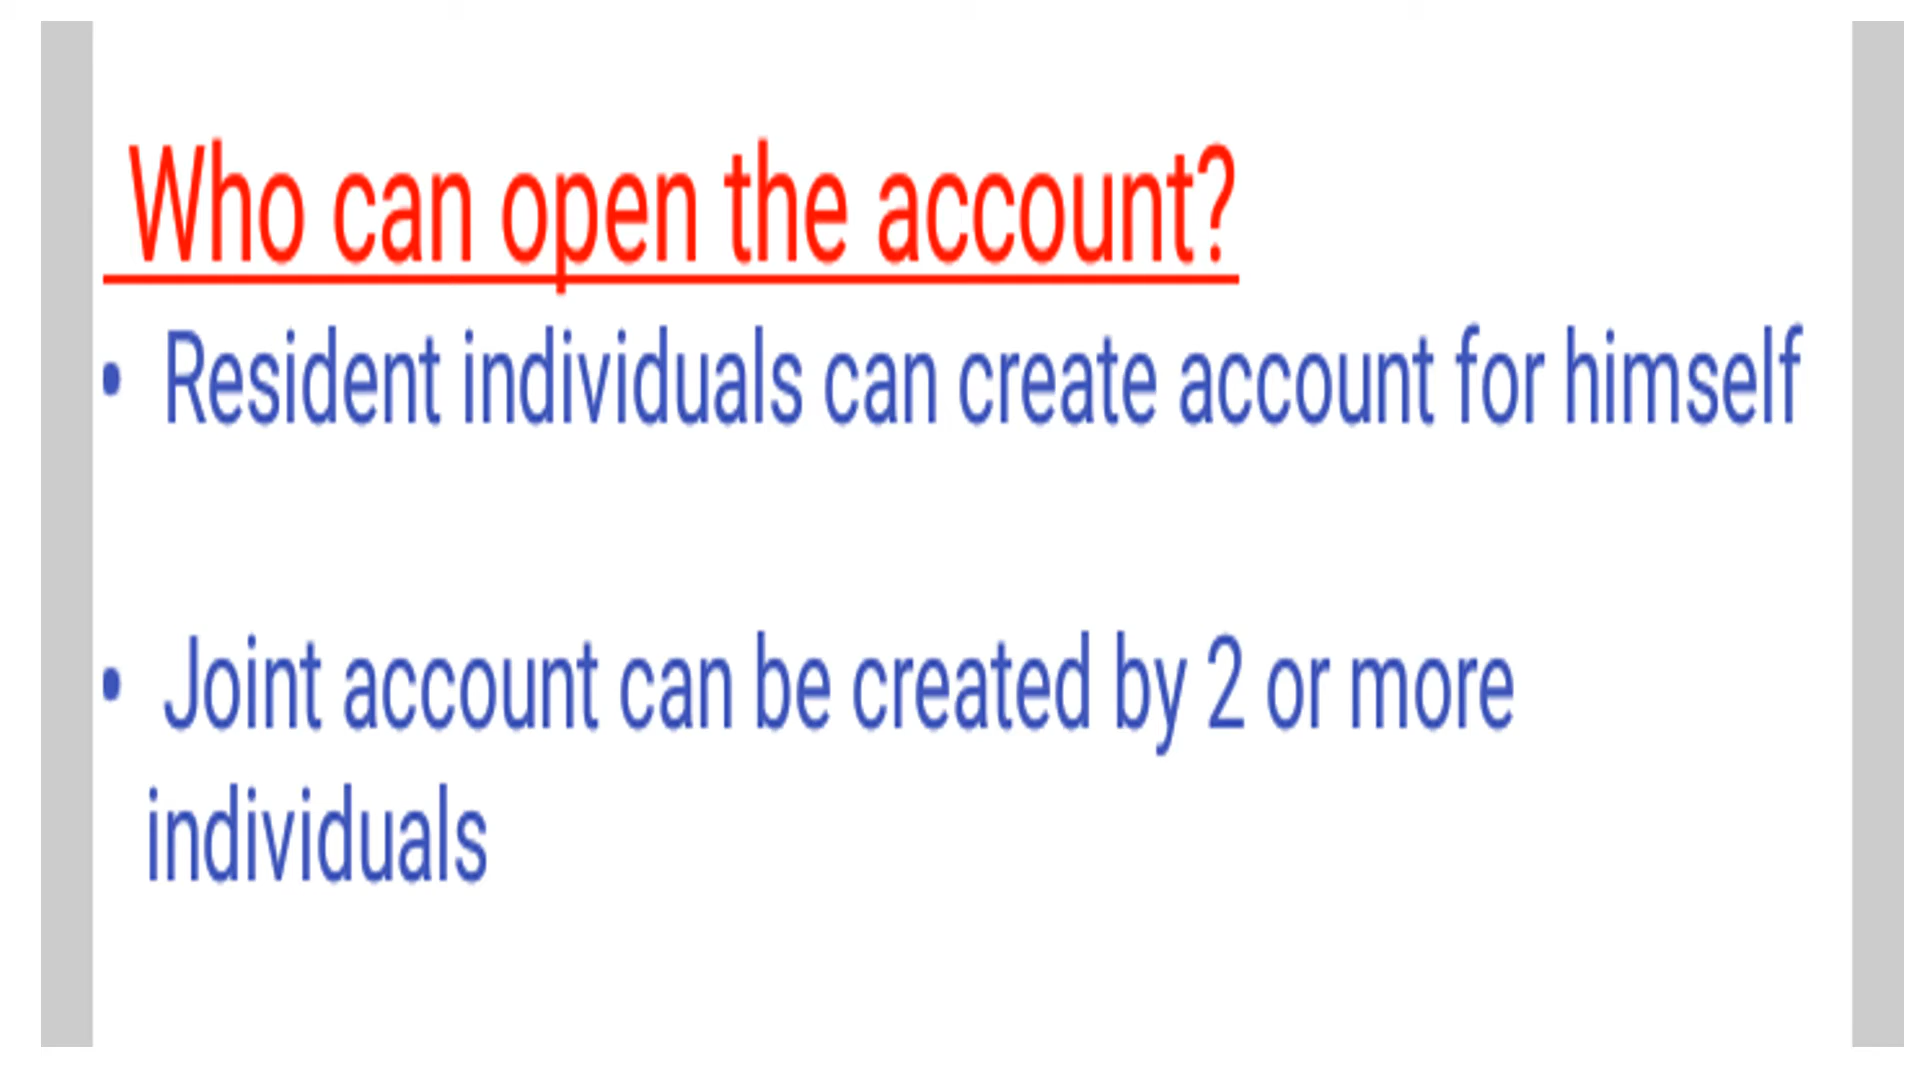 Who can open the account?
• Resident individuals can create account for himself
• Joint account can be created by 2 or more
individuals